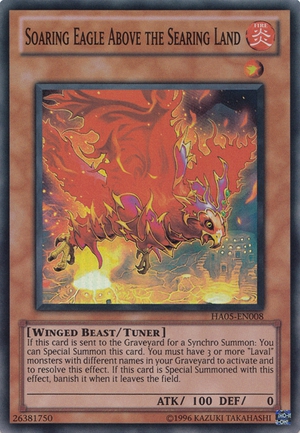 SOARING EAGLE ABOVE THE SEARING LAND
FIRE
炎
HA05-EN008
[WINGED BEAST/TUNER]
If this card is sent to the Graveyard for a Synchro Summon: You
can Special Summon this card. You must have 3 or more "Laval"
monsters with different names in your Graveyard to activate and
to resolve this effect. If this card is Special Summoned with this
effect, banish it when it leaves the field.
ATK/ 100 DEF/ 0
26381750
©1996 KAZUKI TAKAHASHI